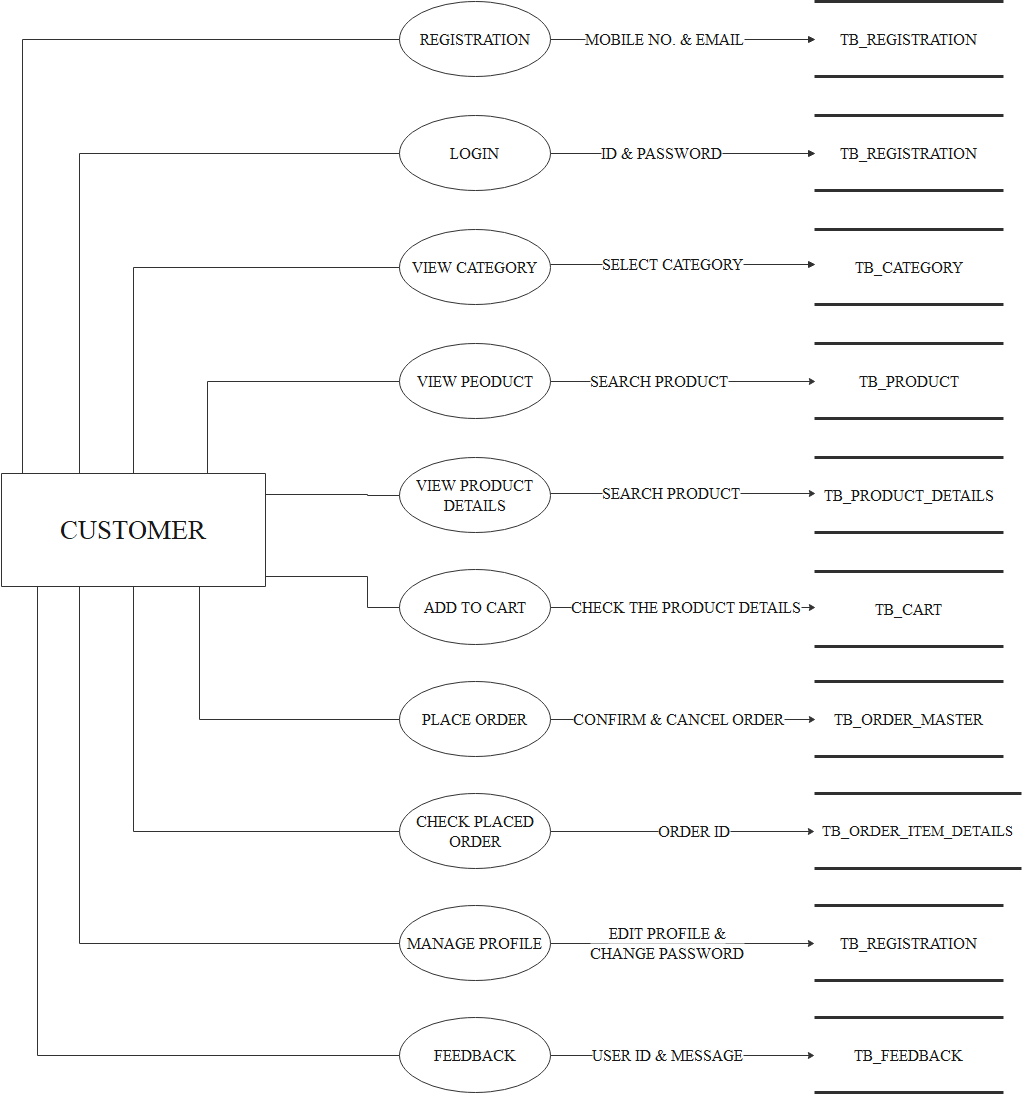 REGISTRATION
MOBILE NO. & EMAIL
TB_REGISTRATION
LOGIN
ID & PASSWORD
TB_REGISTRATION
VIEW CATEGORY
SELECT CATEGORY
TB_CATEGORY
VIEW PEODUCT
SEARCH PRODUCT
TB_PRODUCT
VIEW PRODUCT
DETAILS
SEARCH PRODUCT
TB_PRODUCT_DETAILS
CUSTOMER
ADD TO CART
CHECK THE PRODUCT DETAILS
TB_CART
PLACE ORDER
CONFIRM & CANCEL ORDER
TB_ORDER_MASTER
CHECK PLACED
ORDER
ORDER ID
TB_ORDER_ITEM_DETAILS
MANAGE PROFILE
EDIT PROFILE &
CHANGE PASSWORD
TB_REGISTRATION
FEEDBACK
USER ID & MESSAGE
TB_FEEDBACK